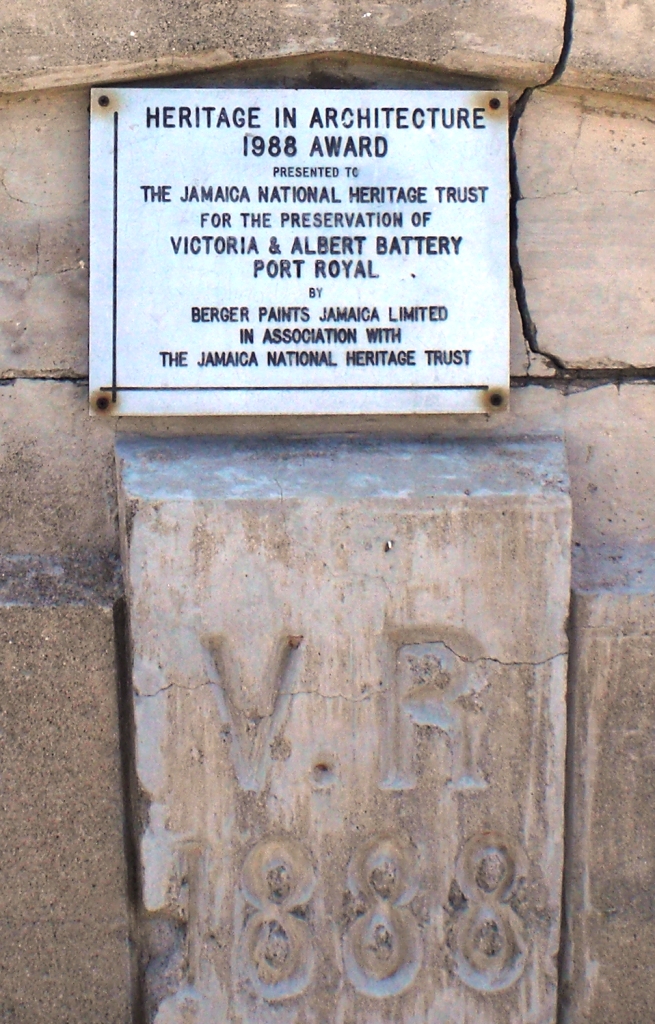 HERITAGE IN ARCHITECTURE
1988 AWARD
PRESENTED TO
THE JAMAICA NATIONAL HERITAGE TRUST
FOR THE PRESERVATION OF
VICTORIA & ALBERT BATTERY
PORT ROYAL
BY
BERGER PAINTS JAMAICA LIMITED
IN ASSOCIATION WITH
THE JAMAICA NATIONAL HERITAGE TRUST
V.R
1888